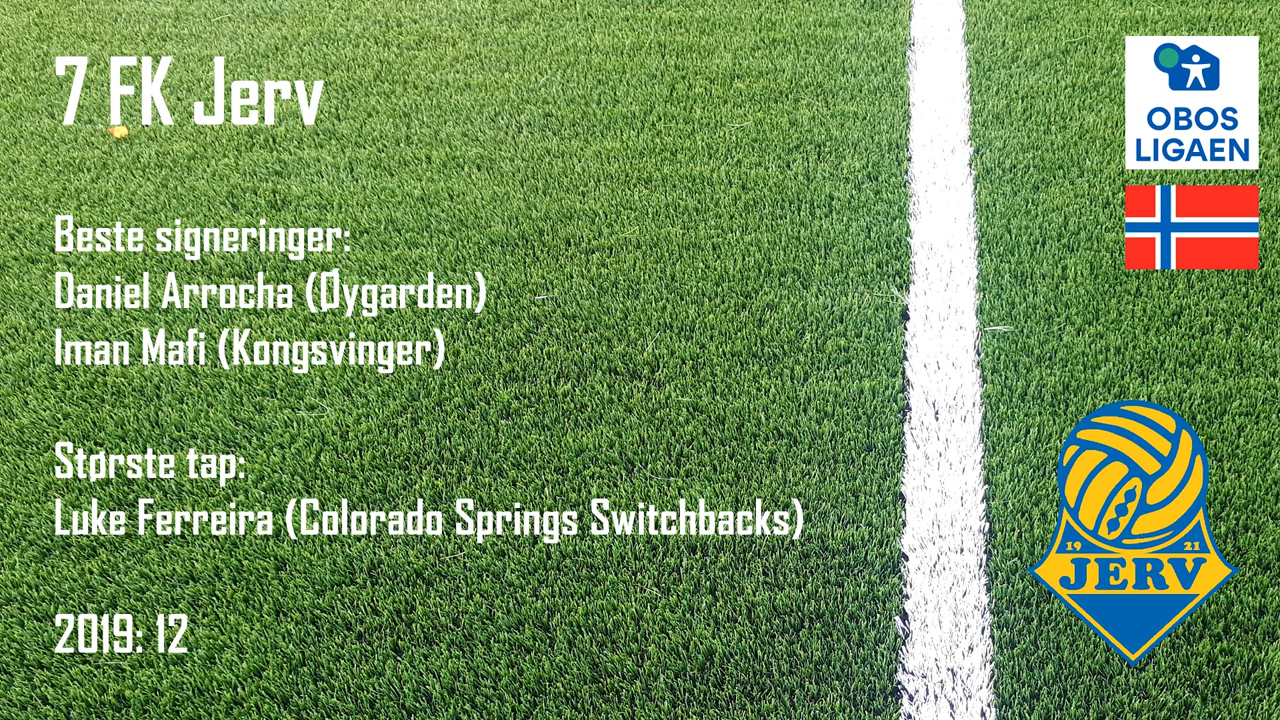 7 FK Jerv
OBOS
LIGAEN
Beste signeringer:
Daniel Arrocha (Øygarden)
Iman Mafi (Kongsvinger)
Største tap:
Luke Ferreira (Colorado Springs Switchbacks)
19 21
JERV
2019: 12